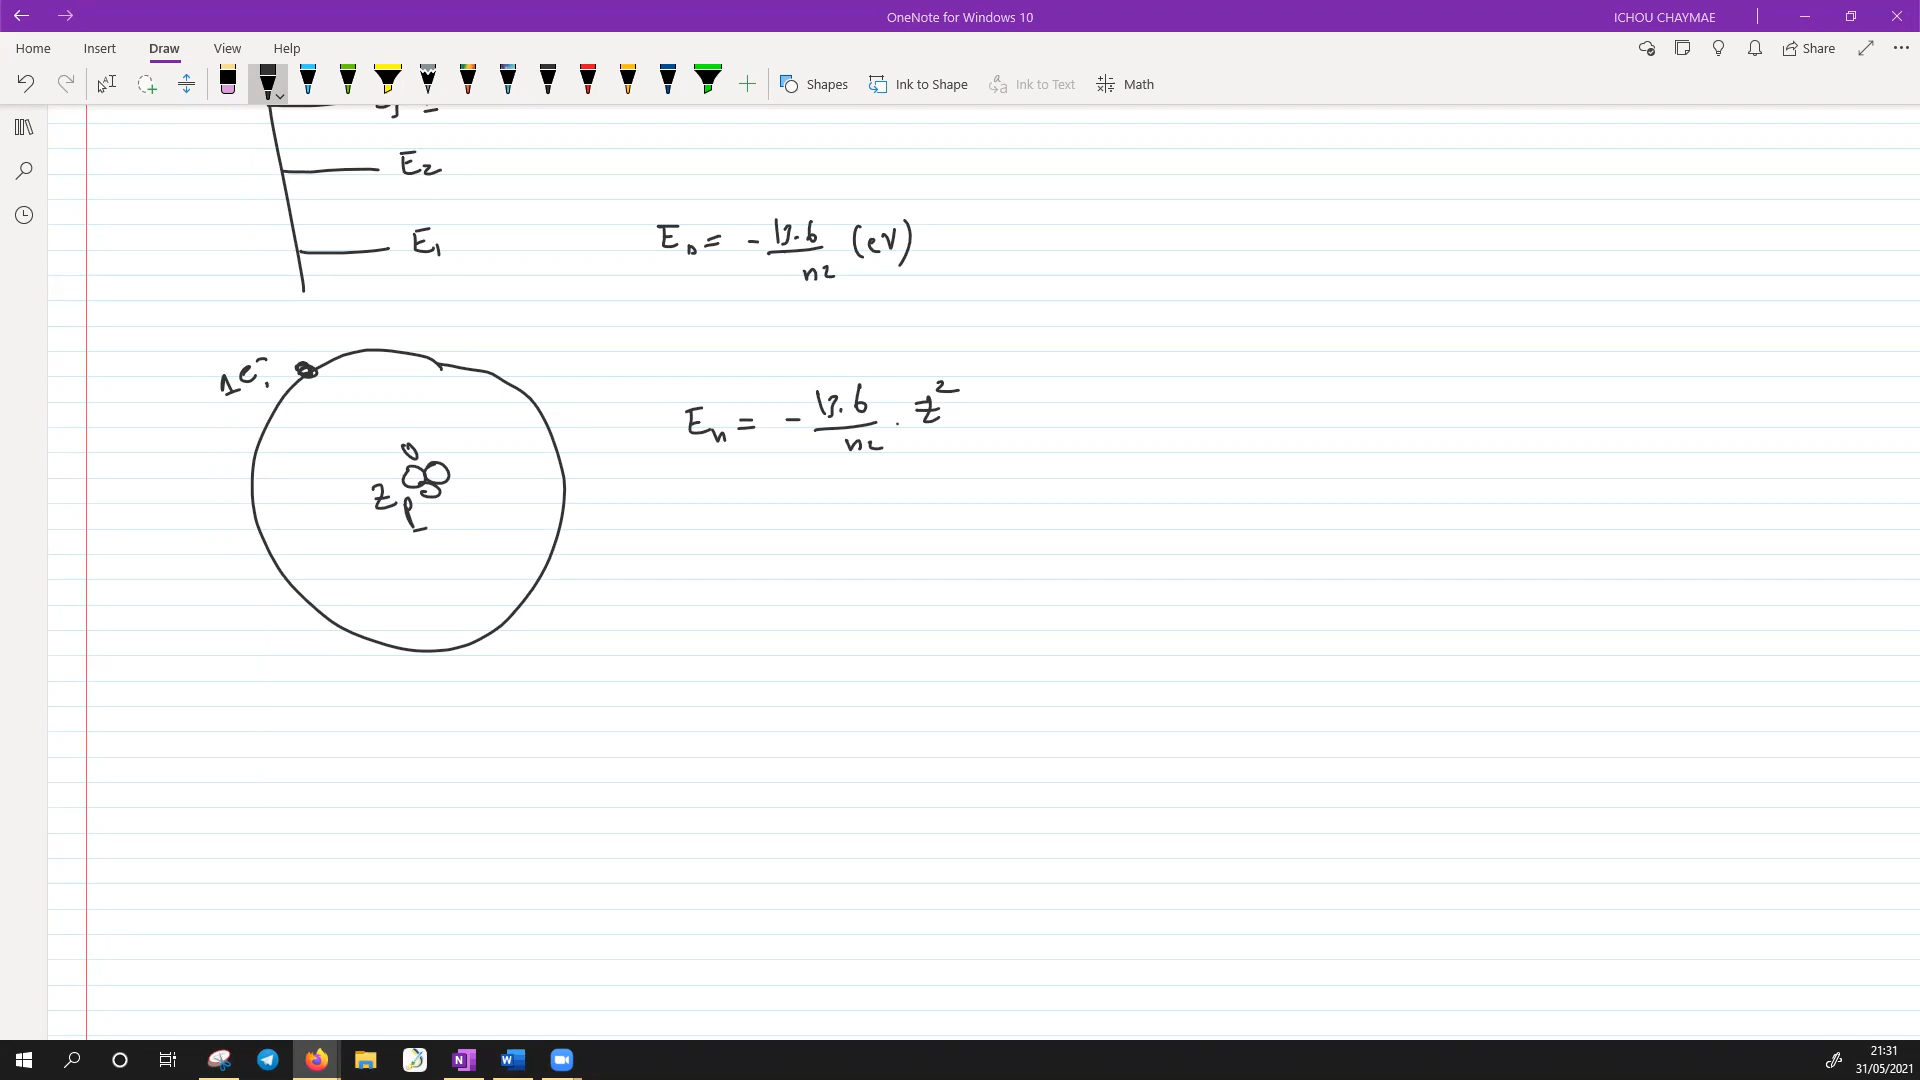 OneNote for Windows 10
ICHOU CHAYMAE
Home Insert Draw View Help
Share
Shapes Ink to Shape Ink to Text Math
E2
E1
En = - 13.6 / n2 (eV)
1e-
Z p
En = - 13.6 / n2 . Z^2
21:31
31/05/2021